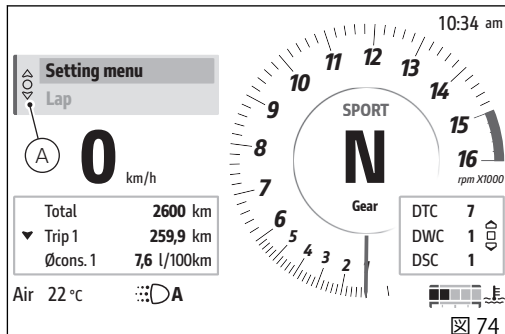 10:34 am
Setting menu
Lap
A
0 km/h
Total 2600 km
Trip 1 259,9 km
Øcons. 1 7,6 l/100km
Air 22 °C
A
SPORT
N
Gear
1
2
3
4
5
6
7
8
9
10
11
12
13
14
15
16
rpm X1000
DTC 7
DWC 1
DSC 1
図 74